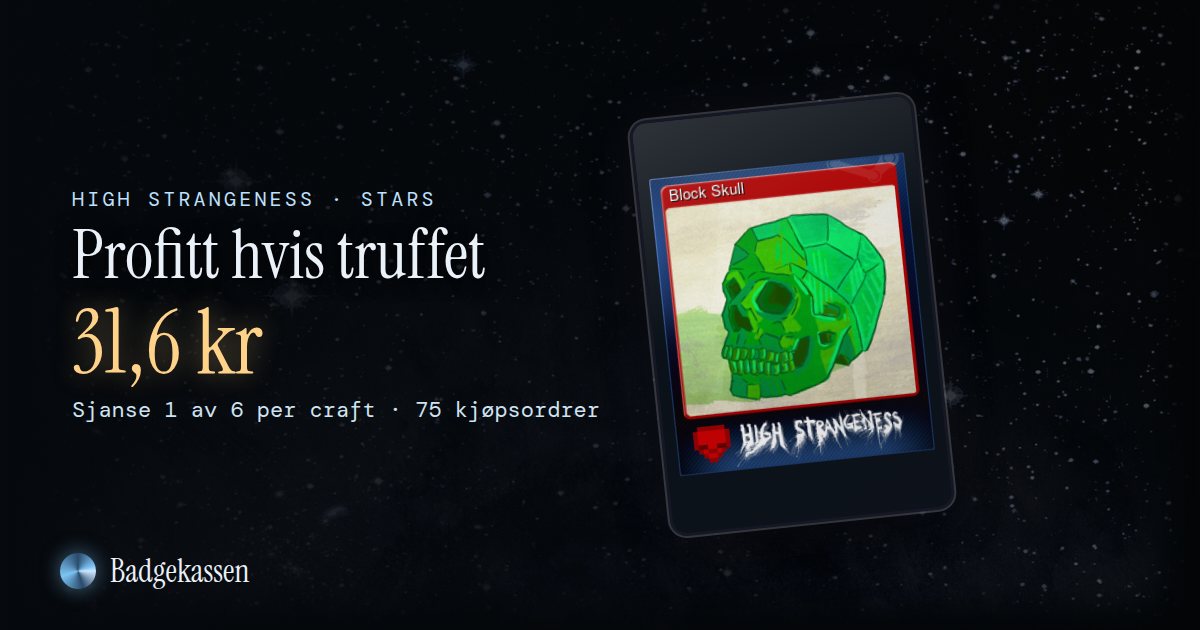 HIGH STRANGENESS · STARS
Profitt hvis truffet
31,6 kr
Sjanse 1 av 6 per craft · 75 kjøpsordrer
Block Skull
HIGH STRANGENESS
Badgekassen